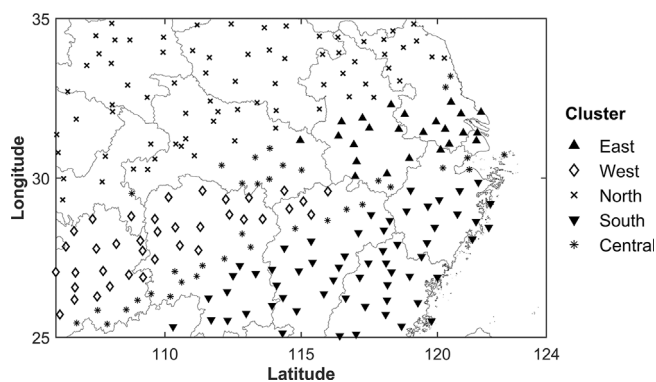 35
30
25
Longitude
110
115
120
124
Latitude
Cluster
East
West
North
South
Central